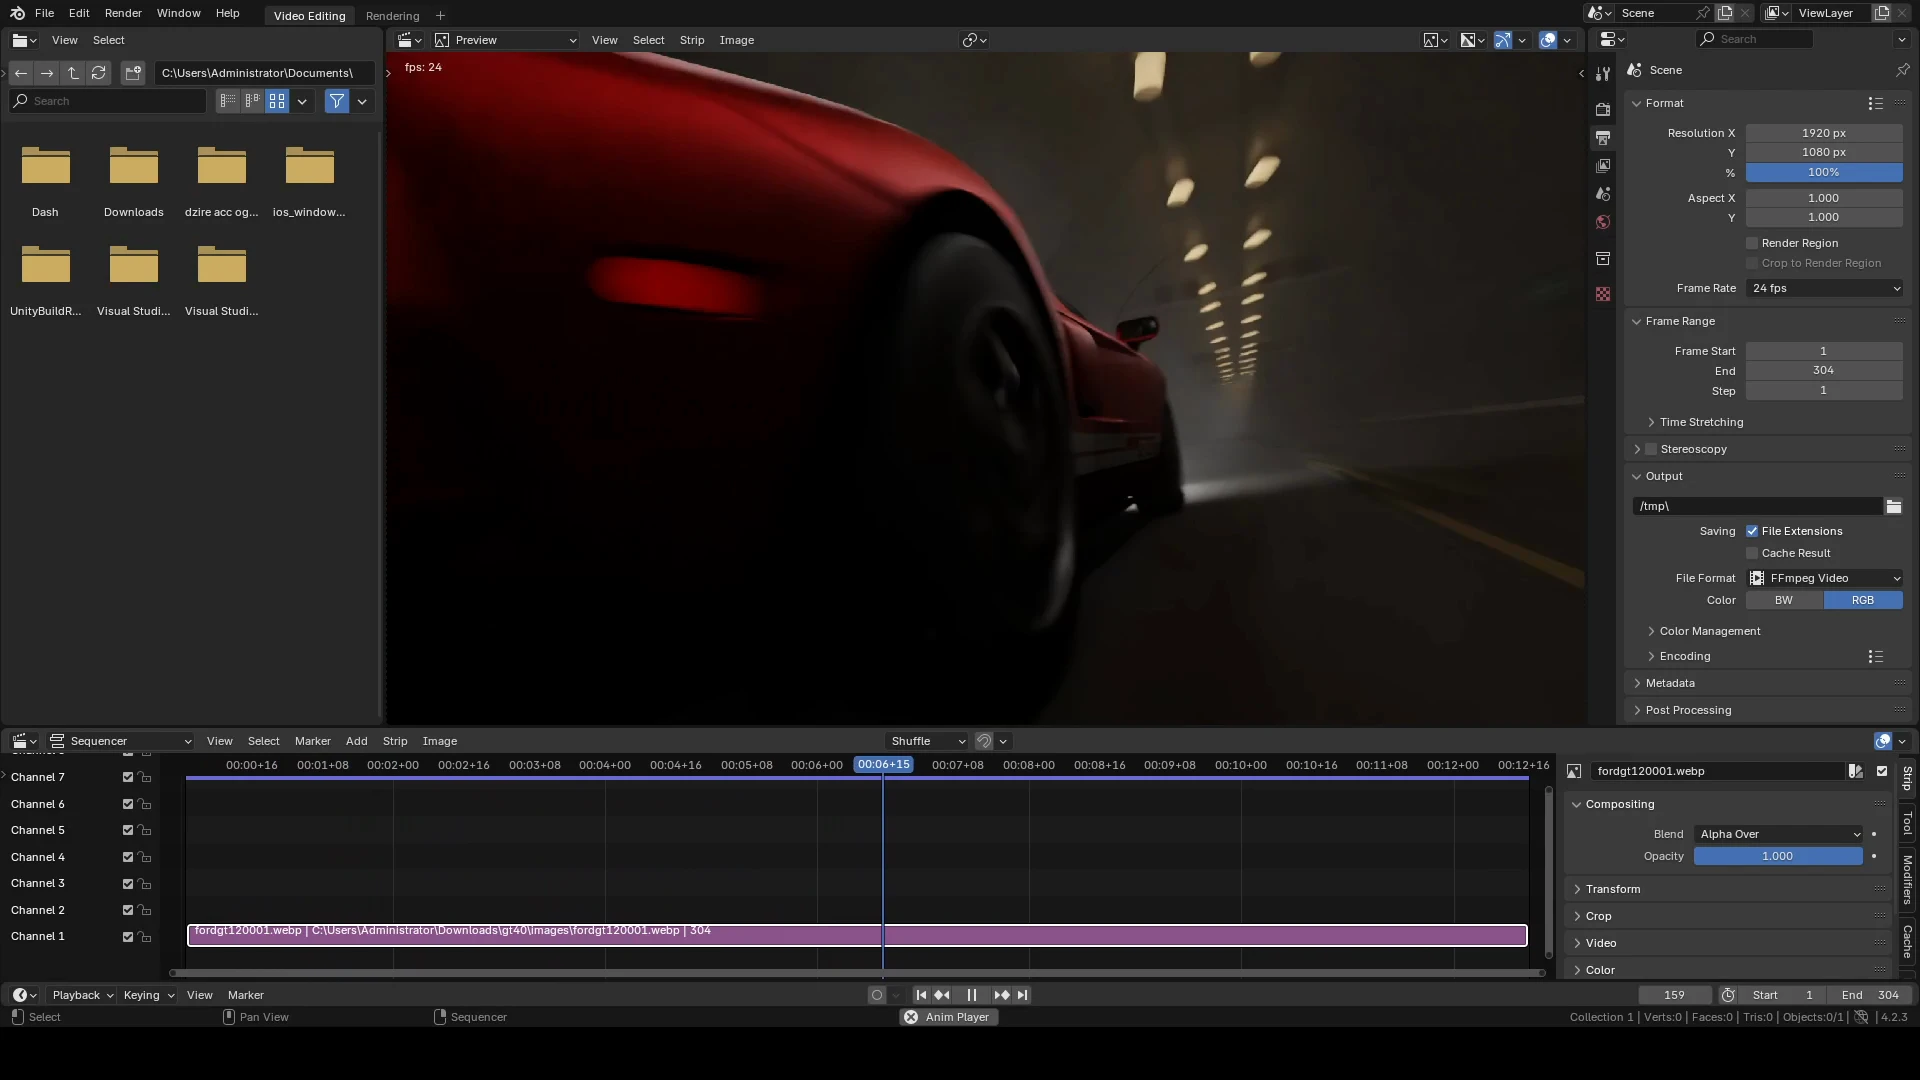 File Edit Render Window Help Video Editing Rendering + Scene ViewLayer
View Select
Preview View Select Strip Image
Search
C:\Users\Administrator\Documents\
Search
Dash Downloads dzire acc og... ios_window...
UnityBuildR... Visual Studi... Visual Studi...
fps: 24
Scene
Format
Resolution X 1920 px
Y 1080 px
% 100%
Aspect X 1.000
Y 1.000
Render Region
Crop to Render Region
Frame Rate 24 fps
Frame Range
Frame Start 1
End 304
Step 1
Time Stretching
Stereoscopy
Output
/tmp\
Saving File Extensions
Cache Result
File Format FFmpeg Video
Color BW RGB
Color Management
Encoding
Metadata
Post Processing
Sequencer View Select Marker Add Strip Image Shuffle
00:00+16 00:01+08 00:02+00 00:02+16 00:03+08 00:04+00 00:04+16 00:05+08 00:06+00 00:06+15 00:07+08 00:08+00 00:08+16 00:09+08 00:10+00 00:10+16 00:11+08 00:12+00 00:12+16
Channel 7
Channel 6
Channel 5
Channel 4
Channel 3
Channel 2
Channel 1
fordgt120001.webp | C:\Users\Administrator\Downloads\gt40\images\fordgt120001.webp | 304
fordgt120001.webp
Compositing
Blend Alpha Over
Opacity 1.000
Transform
Crop
Video
Color
Strip
Tool
Modifiers
Cache
Playback Keying View Marker 159 Start 1 End 304
Select Pan View Sequencer Anim Player Collection 1 | Verts:0 | Faces:0 | Tris:0 | Objects:0/1 | 4.2.3